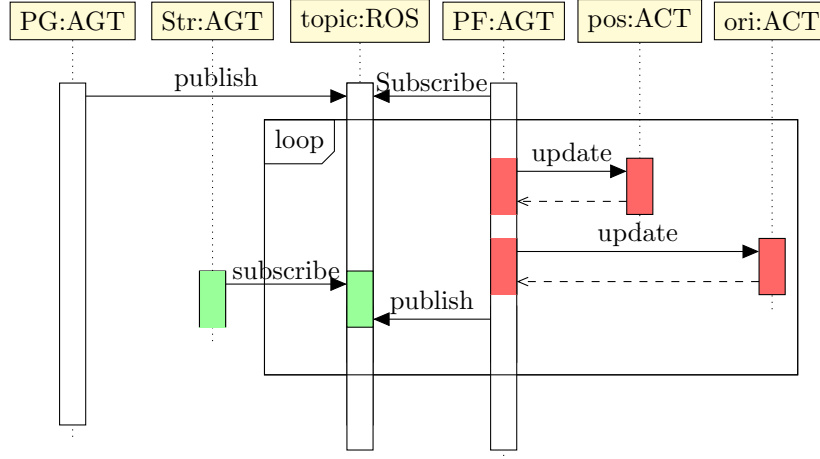 PG:AGT
Str:AGT
topic:ROS
PF:AGT
pos:ACT
ori:ACT
publish
Subscribe
loop
update
update
subscribe
publish